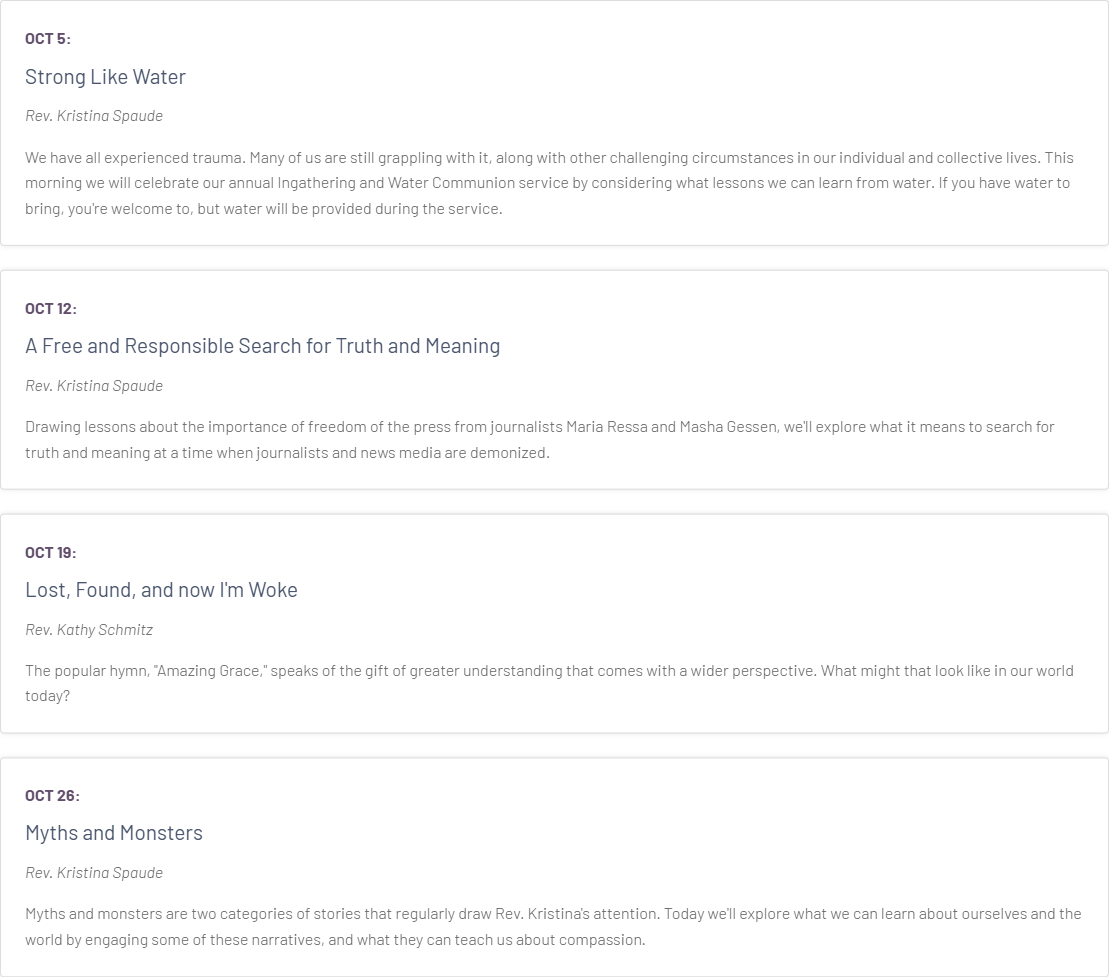 OCT 5:
Strong Like Water
Rev. Kristina Spaude
We have all experienced trauma. Many of us are still grappling with it, along with other challenging circumstances in our individual and collective lives. This
morning we will celebrate our annual Ingathering and Water Communion service by considering what lessons we can learn from water. If you have water to
bring, you're welcome to, but water will be provided during the service.
OCT 12:
A Free and Responsible Search for Truth and Meaning
Rev. Kristina Spaude
Drawing lessons about the importance of freedom of the press from journalists Maria Ressa and Masha Gessen, we'll explore what it means to search for
truth and meaning at a time when journalists and news media are demonized.
OCT 19:
Lost, Found, and now I'm Woke
Rev. Kathy Schmitz
The popular hymn, "Amazing Grace," speaks of the gift of greater understanding that comes with a wider perspective. What might that look like in our world
today?
OCT 26:
Myths and Monsters
Rev. Kristina Spaude
Myths and monsters are two categories of stories that regularly draw Rev. Kristina's attention. Today we'll explore what we can learn about ourselves and the
world by engaging some of these narratives, and what they can teach us about compassion.